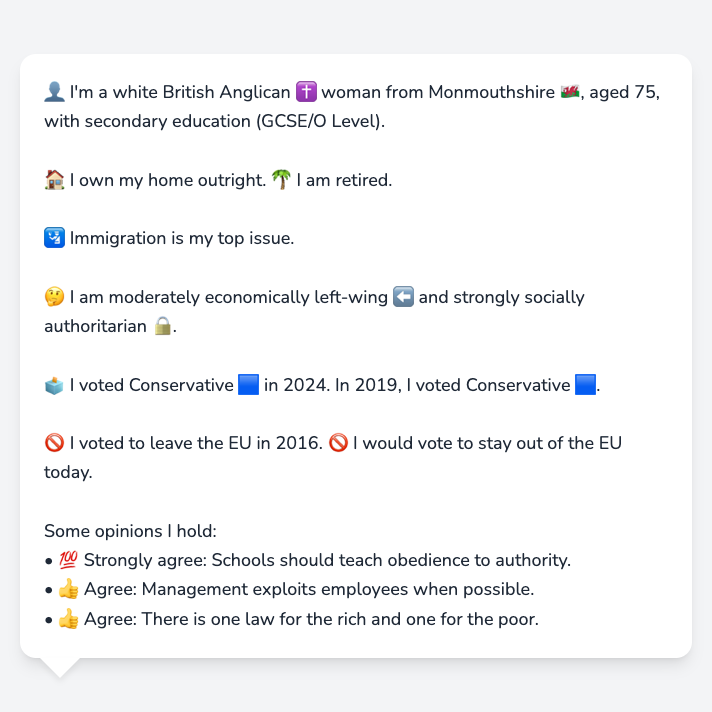 👤 I'm a white British Anglican ✝️ woman from Monmouthshire 🏴󠁧󠁢󠁷󠁬󠁳󠁿, aged 75,
with secondary education (GCSE/O Level).
🏠 I own my home outright. 🌴 I am retired.
🛂 Immigration is my top issue.
🤔 I am moderately economically left-wing ⬅️ and strongly socially
authoritarian 🔒.
🗳️ I voted Conservative 🟦 in 2024. In 2019, I voted Conservative 🟦.
🚫 I voted to leave the EU in 2016. 🚫 I would vote to stay out of the EU
today.
Some opinions I hold:
• 💯 Strongly agree: Schools should teach obedience to authority.
• 👍 Agree: Management exploits employees when possible.
• 👍 Agree: There is one law for the rich and one for the poor.